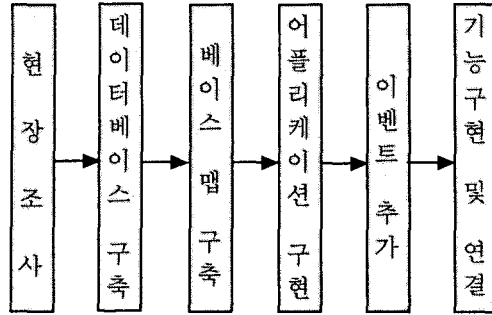 현장조사
데이터베이스 구축
베이스 맵 구축
어플리케이션 구현
이벤트 추가
기능구현 및 연결